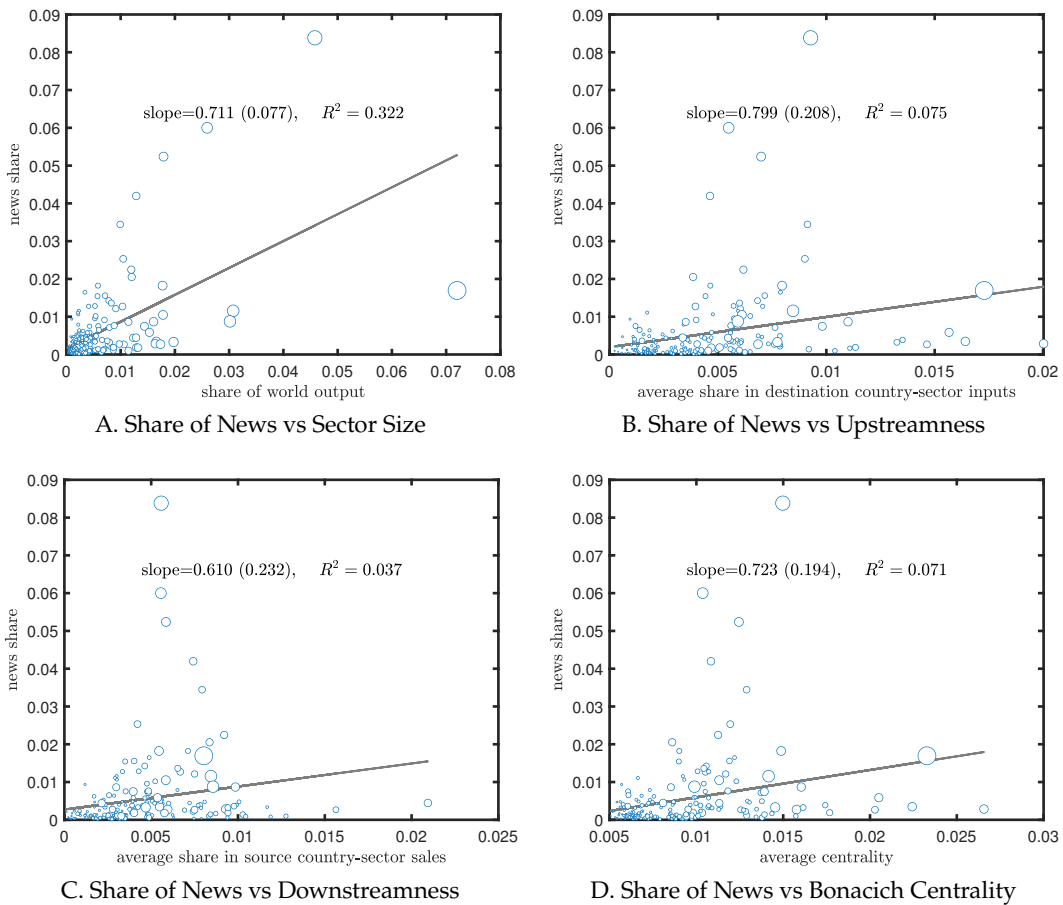 0.09
0.08
0.07
0.06
0.05
0.04
0.03
0.02
0.01
0
news share
slope=0.711 (0.077), R² = 0.322
0 0.01 0.02 0.03 0.04 0.05 0.06 0.07 0.08
share of world output
A. Share of News vs Sector Size
0.09
0.08
0.07
0.06
0.05
0.04
0.03
0.02
0.01
0
news share
slope=0.799 (0.208), R² = 0.075
0 0.005 0.01 0.015 0.02
average share in destination country-sector inputs
B. Share of News vs Upstreamness
0.09
0.08
0.07
0.06
0.05
0.04
0.03
0.02
0.01
0
news share
slope=0.610 (0.232), R² = 0.037
0 0.005 0.01 0.015 0.02 0.025
average share in source country-sector sales
C. Share of News vs Downstreamness
0.09
0.08
0.07
0.06
0.05
0.04
0.03
0.02
0.01
0
news share
slope=0.723 (0.194), R² = 0.071
0.005 0.01 0.015 0.02 0.025 0.03
average centrality
D. Share of News vs Bonacich Centrality